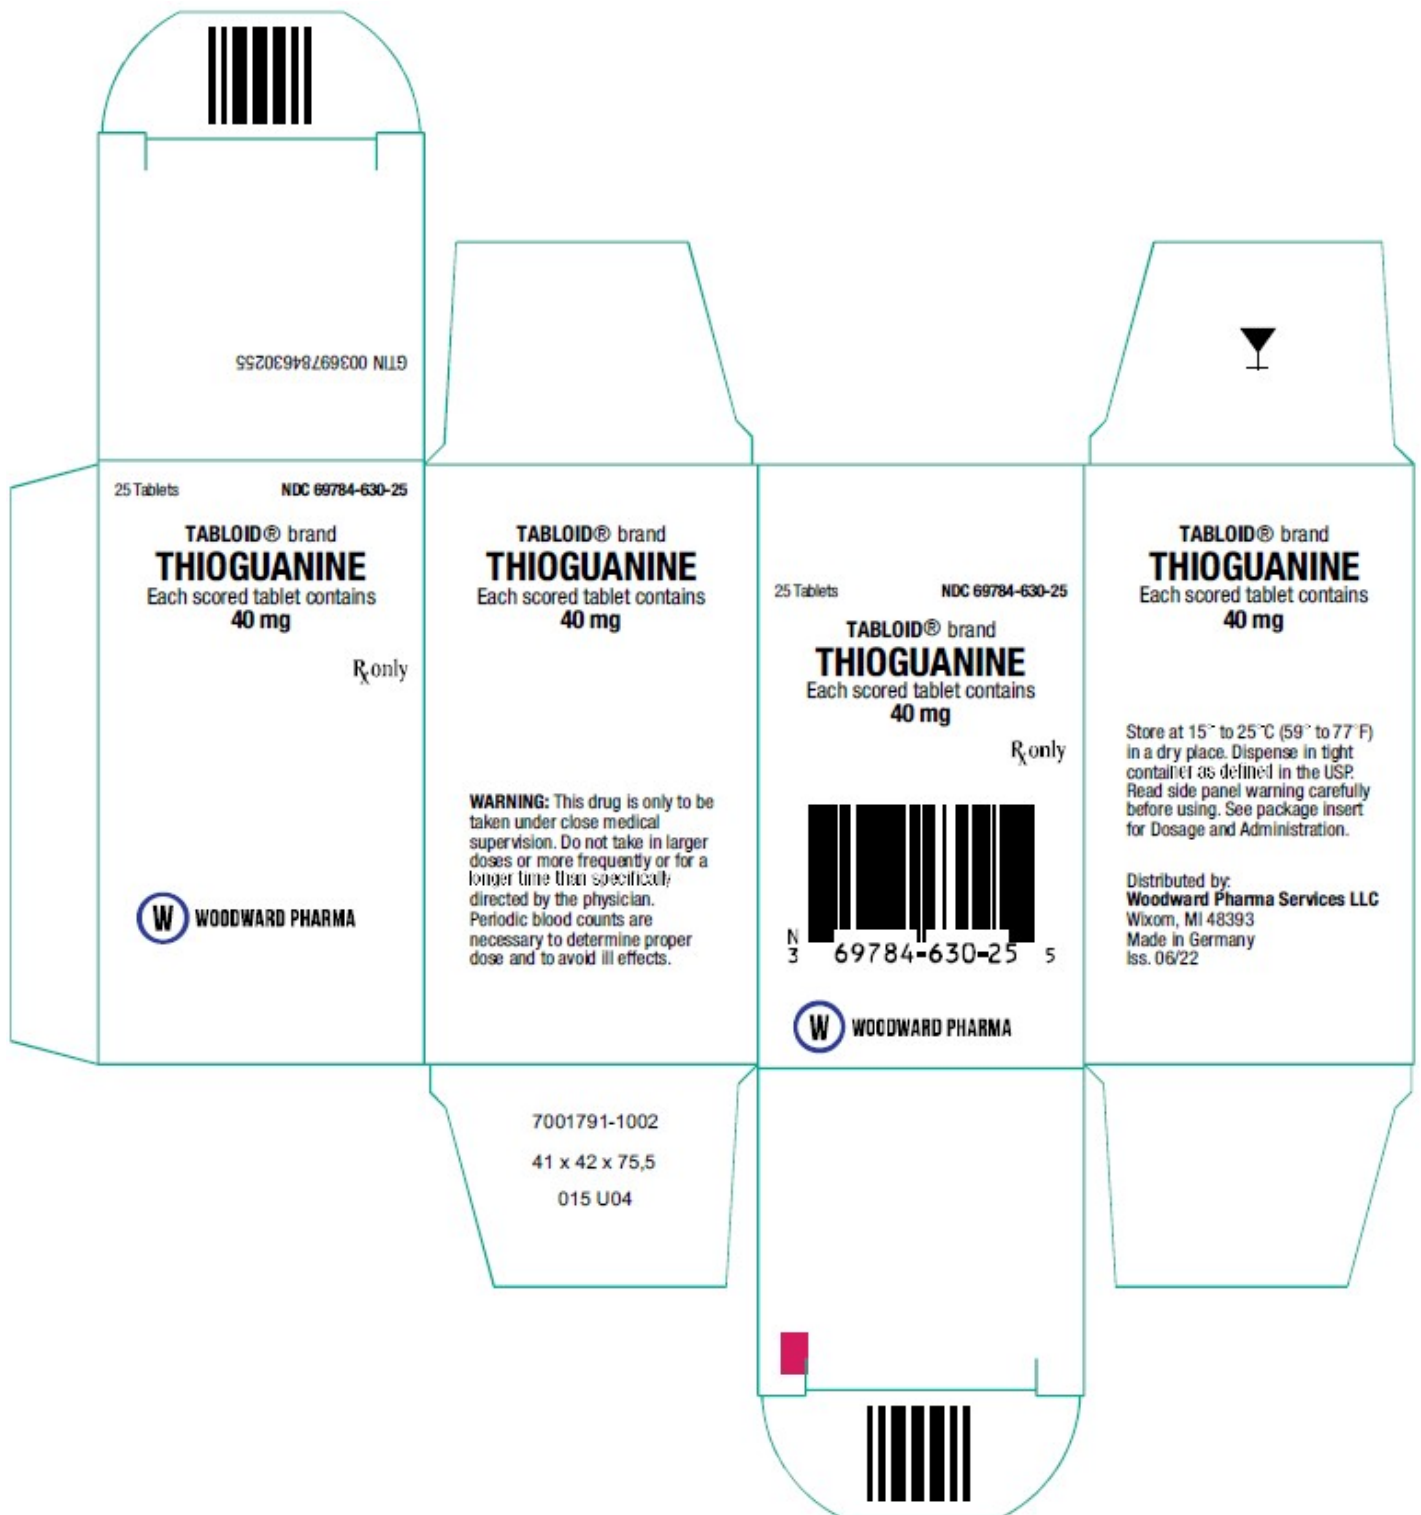 GTIN 00369784630255
25 Tablets NDC 69784-630-25
TABLOID® brand
THIOGUANINE
Each scored tablet contains
40 mg
℞ only
W WOODWARD PHARMA
TABLOID® brand
THIOGUANINE
Each scored tablet contains
40 mg
WARNING: This drug is only to be
taken under close medical
supervision. Do not take in larger
doses or more frequently or for a
longer time than specifically
directed by the physician.
Periodic blood counts are
necessary to determine proper
dose and to avoid ill effects.
7001791-1002
41 x 42 x 75,5
015 U04
25 Tablets NDC 69784-630-25
TABLOID® brand
THIOGUANINE
Each scored tablet contains
40 mg
℞ only
N
3 69784-630-25 5
W WOODWARD PHARMA
TABLOID® brand
THIOGUANINE
Each scored tablet contains
40 mg
Store at 15° to 25°C (59° to 77°F)
in a dry place. Dispense in tight
container as defined in the USP.
Read side panel warning carefully
before using. See package insert
for Dosage and Administration.
Distributed by:
Woodward Pharma Services LLC
Wixom, MI 48393
Made in Germany
Iss. 06/22